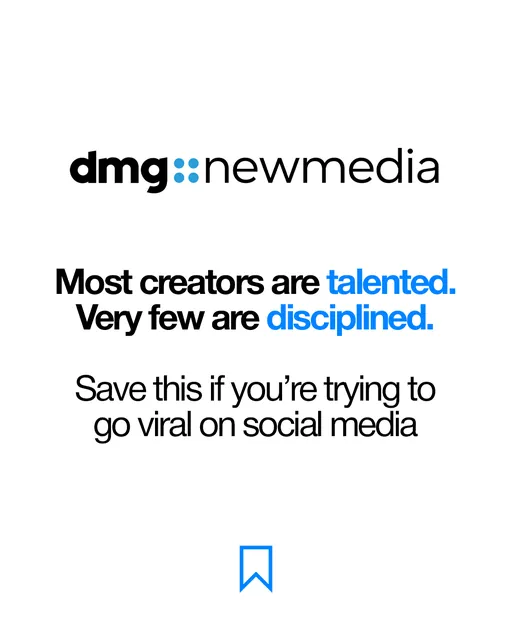 dmg::newmedia
Most creators are talented.
Very few are disciplined.
Save this if you’re trying to
go viral on social media